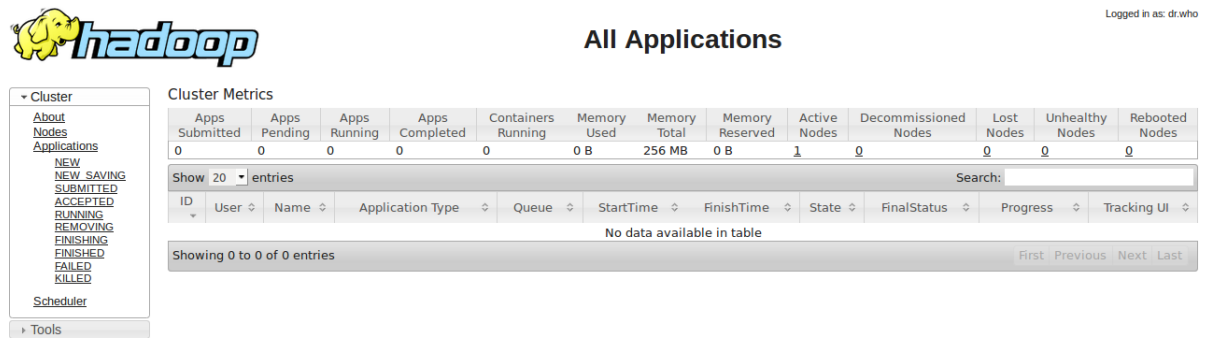 Logged in as: dr.who
hadoop
All Applications
Cluster
About
Nodes
Applications
NEW
NEW_SAVING
SUBMITTED
ACCEPTED
RUNNING
REMOVING
FINISHING
FINISHED
FAILED
KILLED
Scheduler
Tools
Cluster Metrics
Apps Submitted Apps Pending Apps Running Apps Completed Containers Running Memory Used Memory Total Memory Reserved Active Nodes Decommissioned Nodes Lost Nodes Unhealthy Nodes Rebooted Nodes
0 0 0 0 0 0 B 256 MB 0 B 1 0 0 0 0
Show 20 entries Search:
ID User Name Application Type Queue StartTime FinishTime State FinalStatus Progress Tracking UI
No data available in table
Showing 0 to 0 of 0 entries First Previous Next Last